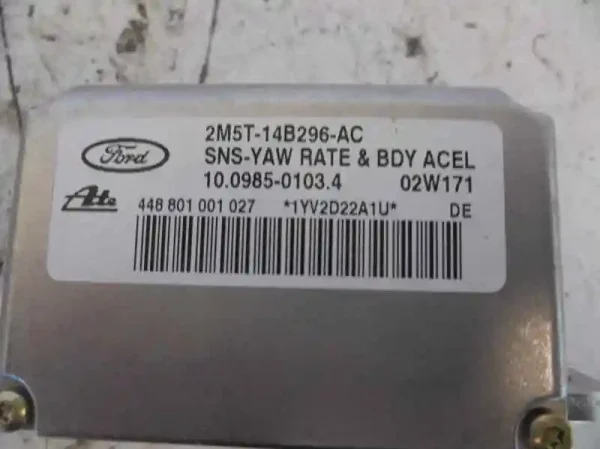 Ford
2M5T-14B296-AC
SNS-YAW RATE & BDY ACEL
10.0985-0103.4 02W171
Ate 448 801 001 027 *1YV2D22A1U* DE